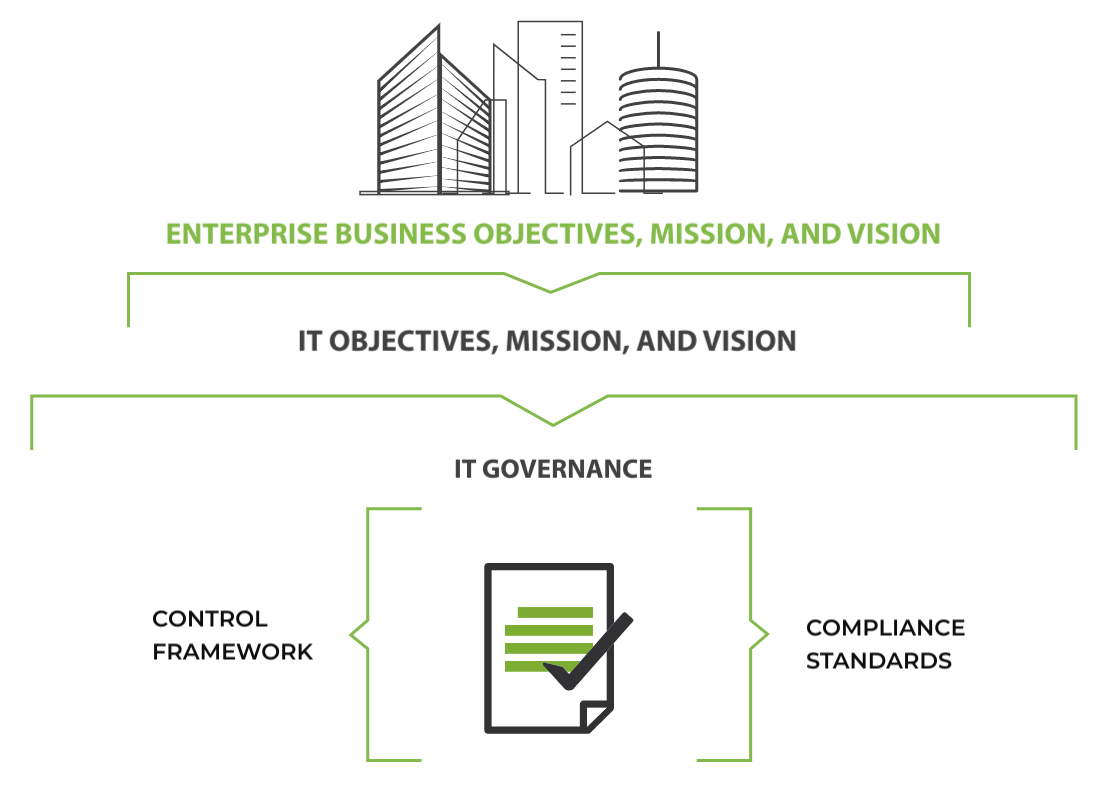 ENTERPRISE BUSINESS OBJECTIVES, MISSION, AND VISION
IT OBJECTIVES, MISSION, AND VISION
IT GOVERNANCE
CONTROL
FRAMEWORK
COMPLIANCE
STANDARDS